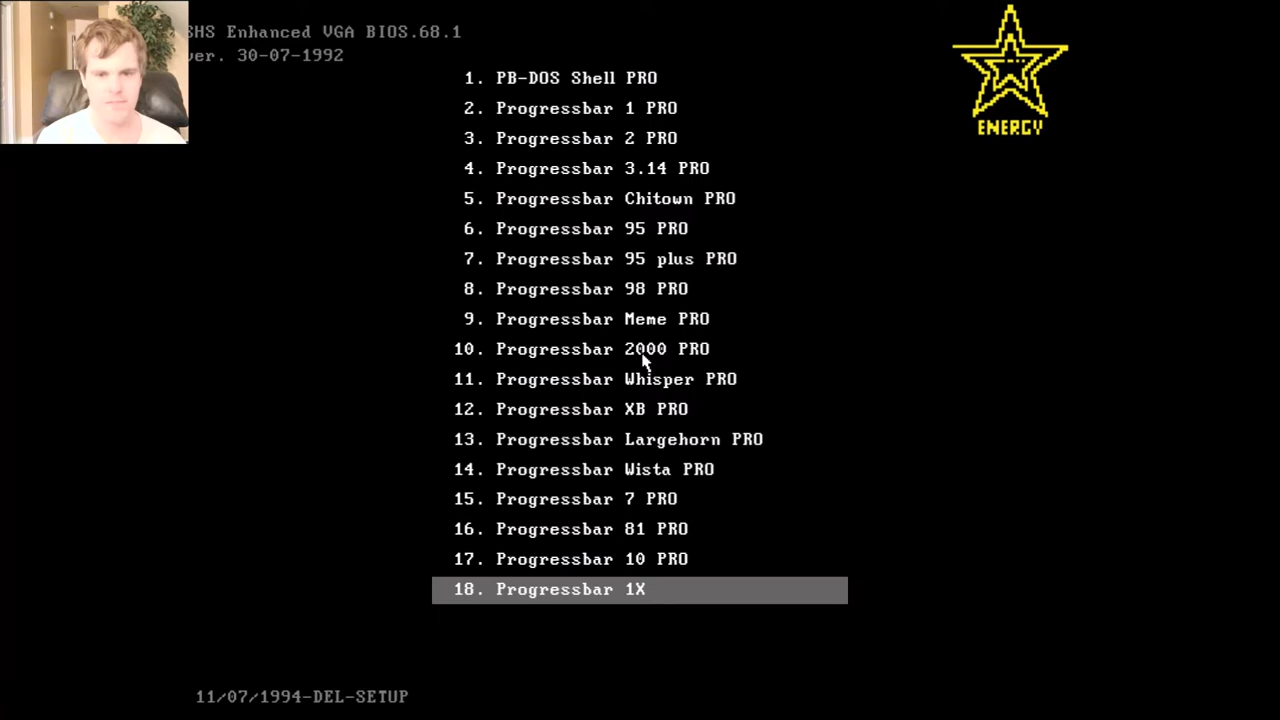 SHS Enhanced VGA BIOS.68.1
ver. 30-07-1992
ENERGY
1. PB-DOS Shell PRO
2. Progressbar 1 PRO
3. Progressbar 2 PRO
4. Progressbar 3.14 PRO
5. Progressbar Chitown PRO
6. Progressbar 95 PRO
7. Progressbar 95 plus PRO
8. Progressbar 98 PRO
9. Progressbar Meme PRO
10. Progressbar 2000 PRO
11. Progressbar Whisper PRO
12. Progressbar XB PRO
13. Progressbar Largehorn PRO
14. Progressbar Wista PRO
15. Progressbar 7 PRO
16. Progressbar 81 PRO
17. Progressbar 10 PRO
18. Progressbar 1X
11/07/1994-DEL-SETUP